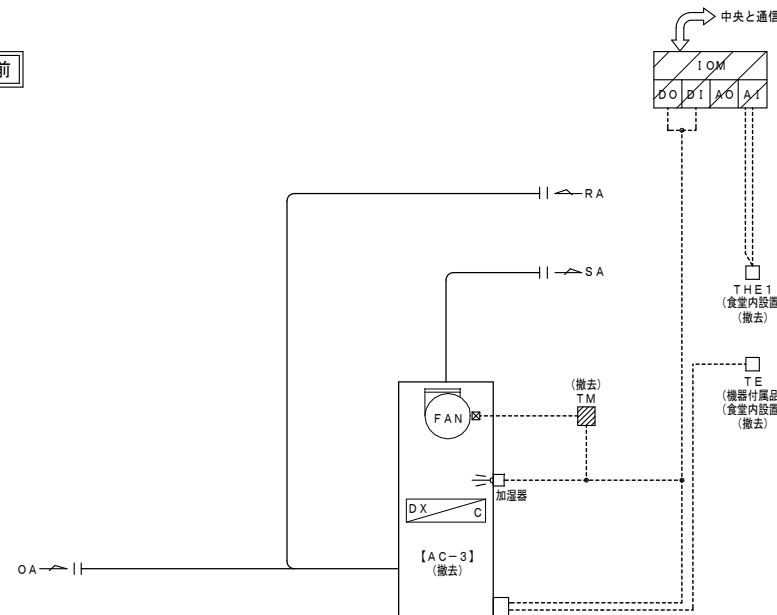 中央と通信
前
IOM
DO DI AO AI
RA
SA
THE1
(食堂内設置
(撤去)
(撤去)
TM
TE
(機器付属品
(食堂内設置
(撤去)
FAN
加湿器
DX C
【AC-3】
(撤去)
OA